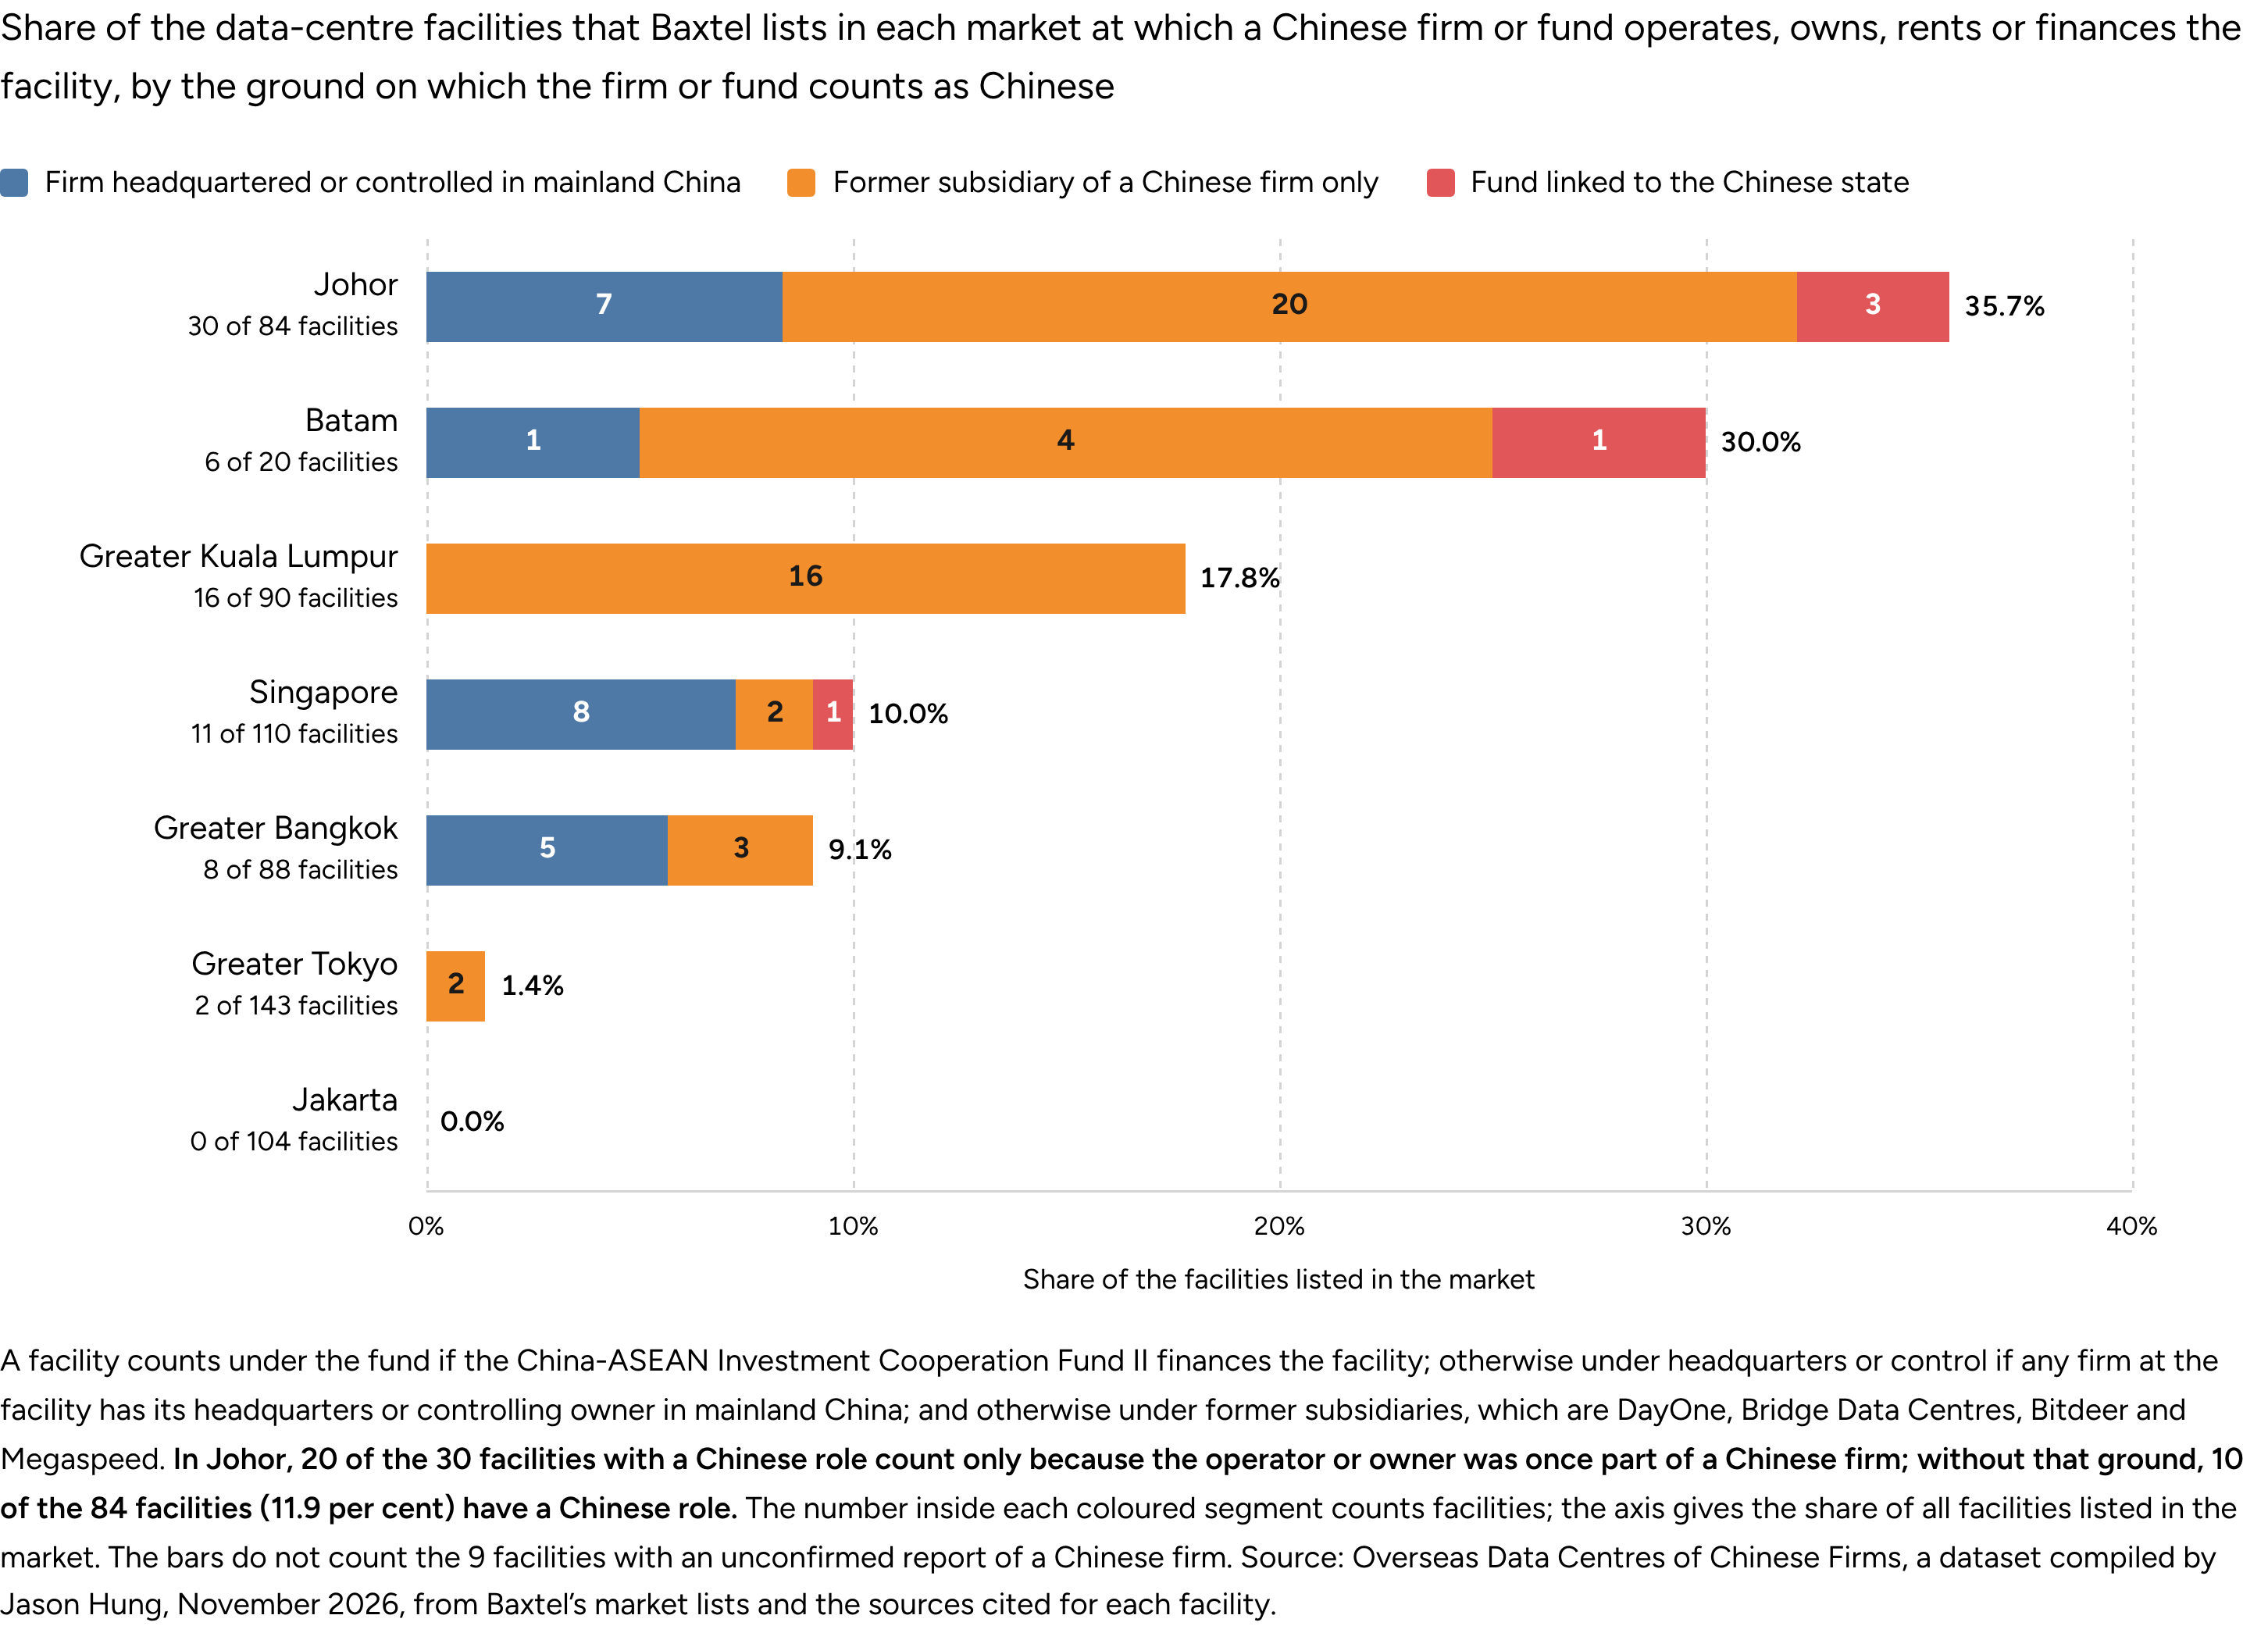 Share of the data-centre facilities that Baxtel lists in each market at which a Chinese firm or fund operates, owns, rents or finances the
facility, by the ground on which the firm or fund counts as Chinese
Firm headquartered or controlled in mainland China
Former subsidiary of a Chinese firm only
Fund linked to the Chinese state
Johor
30 of 84 facilities
7
20
3
35.7%
Batam
6 of 20 facilities
1
4
1
30.0%
Greater Kuala Lumpur
16 of 90 facilities
16
17.8%
Singapore
11 of 110 facilities
8
2
1
10.0%
Greater Bangkok
8 of 88 facilities
5
3
9.1%
Greater Tokyo
2 of 143 facilities
2
1.4%
Jakarta
0 of 104 facilities
0.0%
0%
10%
20%
30%
40%
Share of the facilities listed in the market
A facility counts under the fund if the China-ASEAN Investment Cooperation Fund II finances the facility; otherwise under headquarters or control if any firm at the
facility has its headquarters or controlling owner in mainland China; and otherwise under former subsidiaries, which are DayOne, Bridge Data Centres, Bitdeer and
Megaspeed. In Johor, 20 of the 30 facilities with a Chinese role count only because the operator or owner was once part of a Chinese firm; without that ground, 10
of the 84 facilities (11.9 per cent) have a Chinese role. The number inside each coloured segment counts facilities; the axis gives the share of all facilities listed in the
market. The bars do not count the 9 facilities with an unconfirmed report of a Chinese firm. Source: Overseas Data Centres of Chinese Firms, a dataset compiled by
Jason Hung, November 2026, from Baxtel’s market lists and the sources cited for each facility.